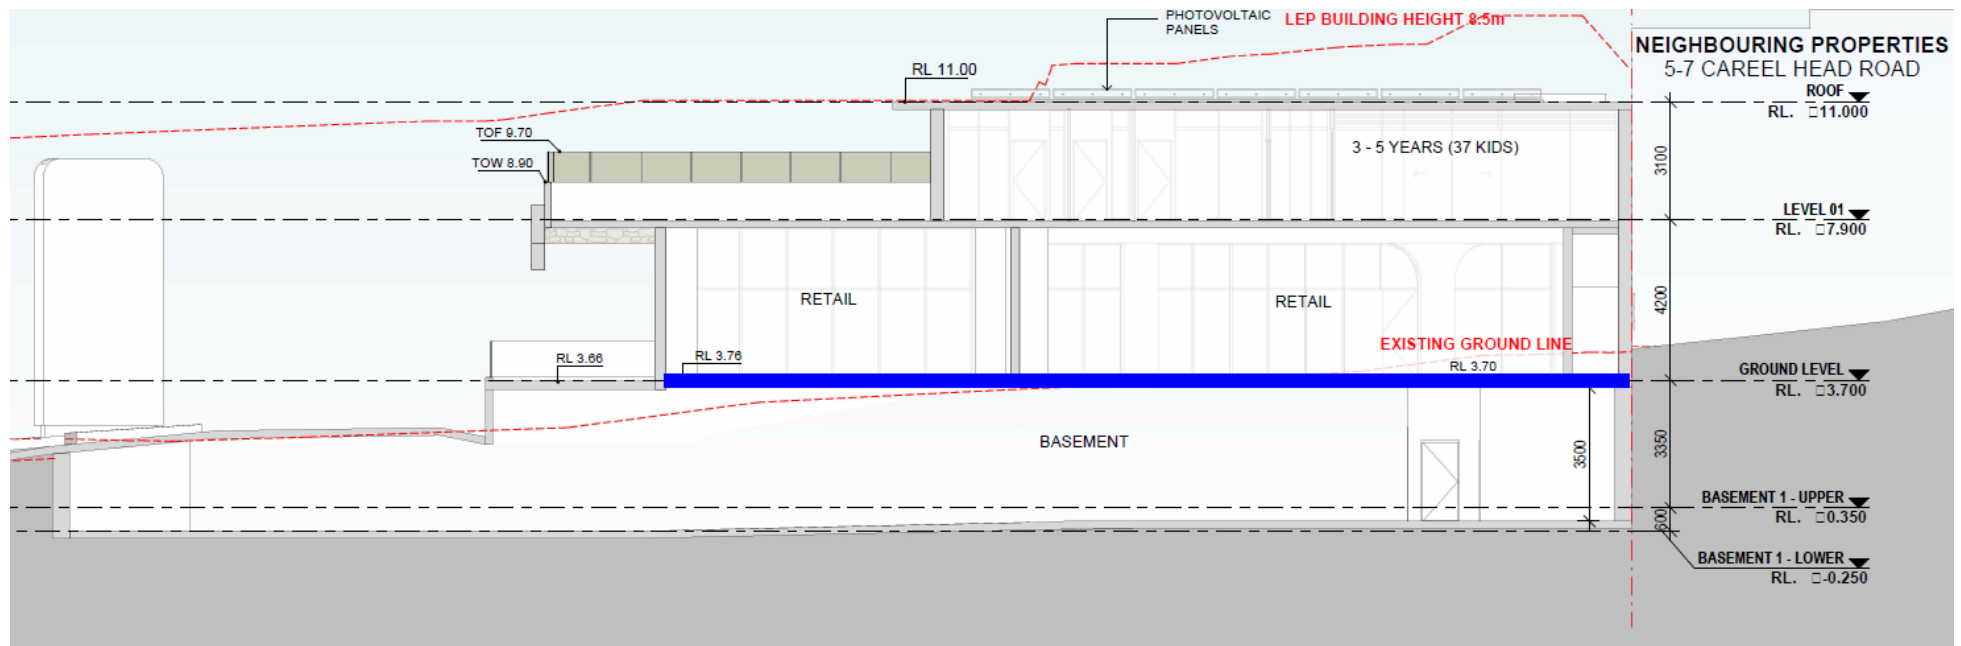 PHOTOVOLTAIC
PANELS
LEP BUILDING HEIGHT 8.5m
NEIGHBOURING PROPERTIES
5-7 CAREEL HEAD ROAD
RL 11.00
ROOF
RL. □11.000
TOF 9.70
TOW 8.90
3 - 5 YEARS (37 KIDS)
3100
LEVEL 01
RL. □7.900
RETAIL
RETAIL
4200
EXISTING GROUND LINE
RL 3.66
RL 3.76
RL 3.70
GROUND LEVEL
RL. □3.700
BASEMENT
3500
3350
BASEMENT 1 - UPPER
RL. □0.350
600
BASEMENT 1 - LOWER
RL. □-0.250